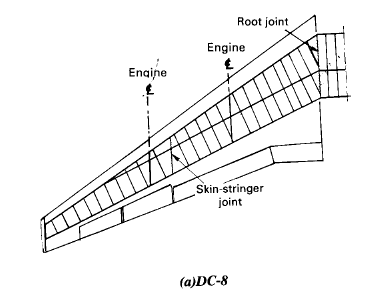 Root joint
Engine
℄
Engine
℄
Skin-stringer
joint
(a)DC-8